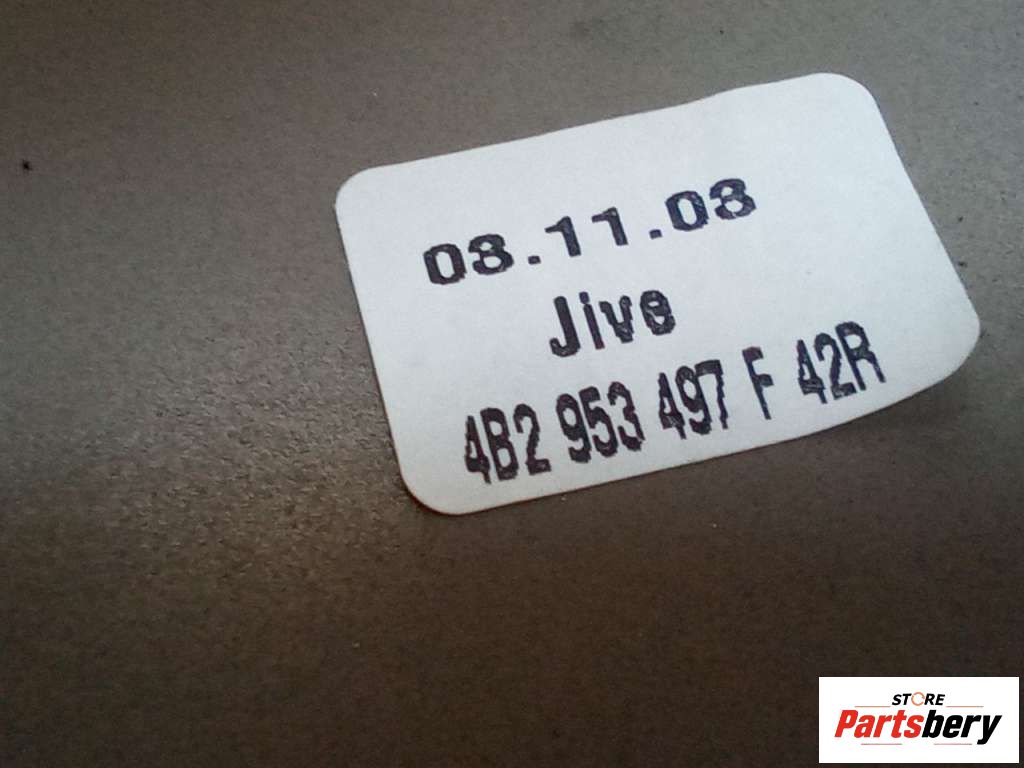 03.11.03
Jive
4B2 953 497 F 42R
STORE
Partsbery